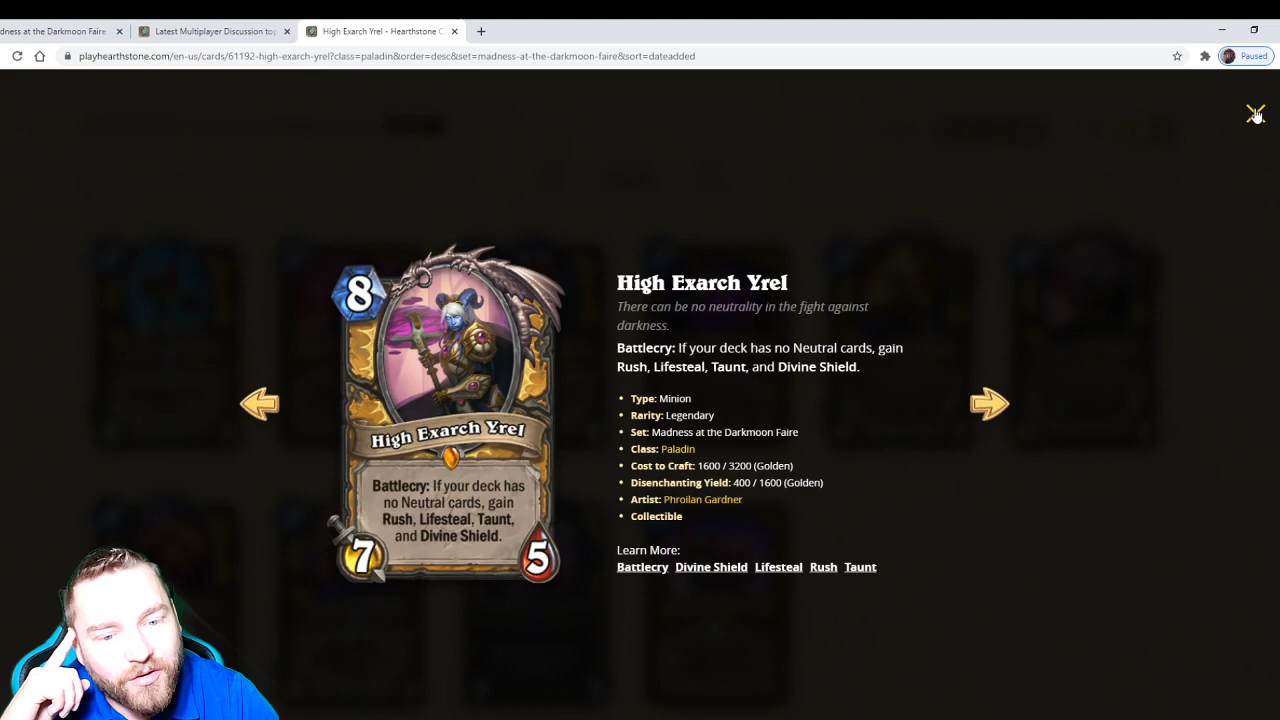 dness at the Darkmoon Faire
Latest Multiplayer Discussion top
High Exarch Yrel - Hearthstone C
playhearthstone.com/en-us/cards/61192-high-exarch-yrel?class=paladin&order=desc&set=madness-at-the-darkmoon-faire&sort=dateadded
Paused
8
High Exarch Yrel
Battlecry: If your deck has
no Neutral cards, gain
Rush, Lifesteal, Taunt,
and Divine Shield.
7
5
High Exarch Yrel
There can be no neutrality in the fight against
darkness.
Battlecry: If your deck has no Neutral cards, gain
Rush, Lifesteal, Taunt, and Divine Shield.
• Type: Minion
• Rarity: Legendary
• Set: Madness at the Darkmoon Faire
• Class: Paladin
• Cost to Craft: 1600 / 3200 (Golden)
• Disenchanting Yield: 400 / 1600 (Golden)
• Artist: Phroilan Gardner
• Collectible
Learn More:
Battlecry Divine Shield Lifesteal Rush Taunt